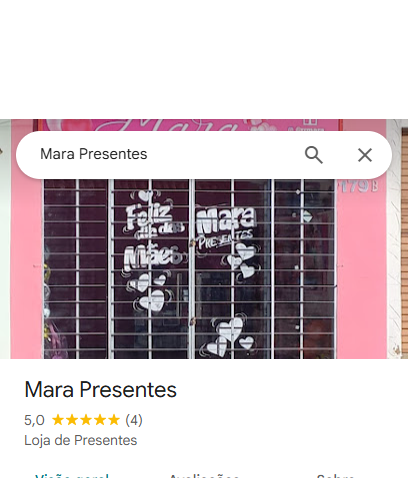 Mara
Mara Presentes
Feliz
dia das
Mães
Mara
PRESENTES
Mara Presentes
5,0 ★★★★★ (4)
Loja de Presentes
Visão geral Avaliações Sobre